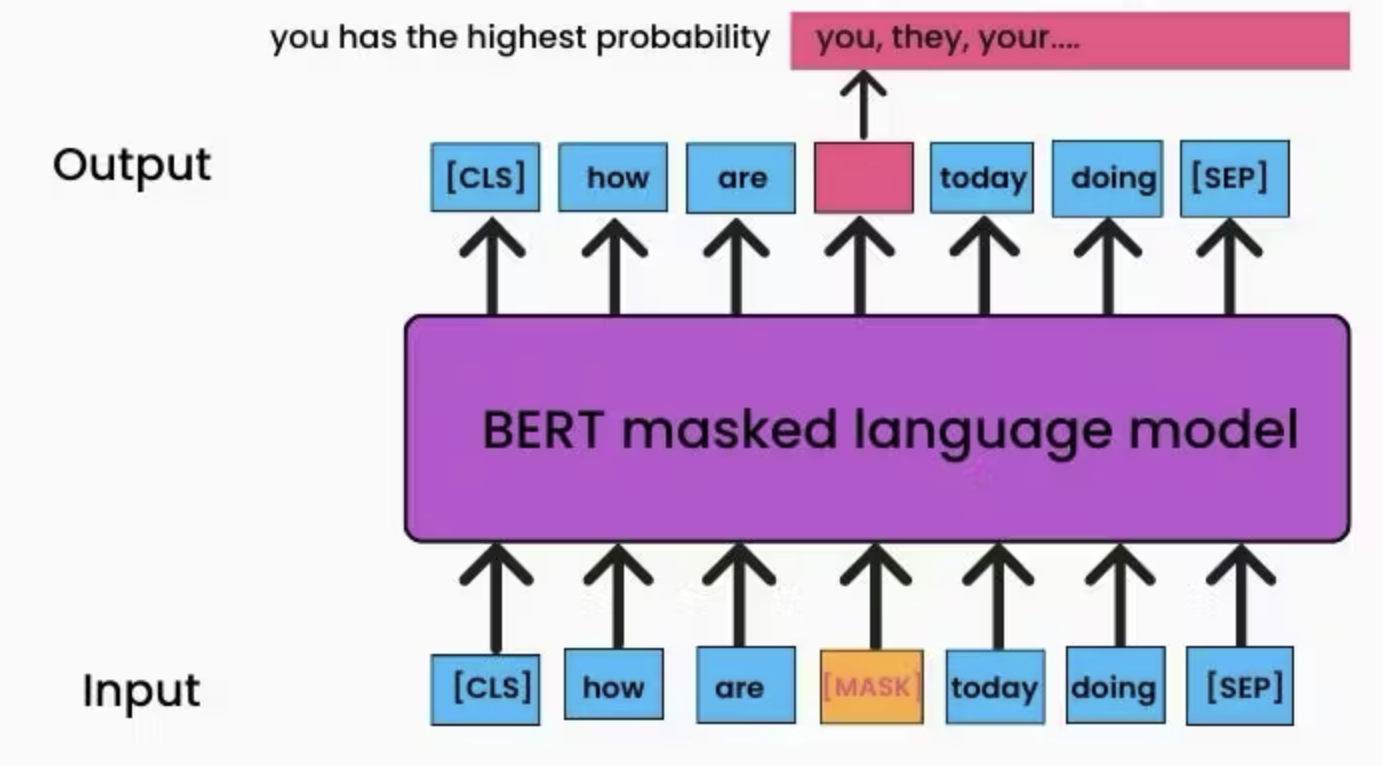 you has the highest probability you, they, your....
Output [CLS] how are today doing [SEP]
BERT masked language model
Input [CLS] how are [MASK] today doing [SEP]